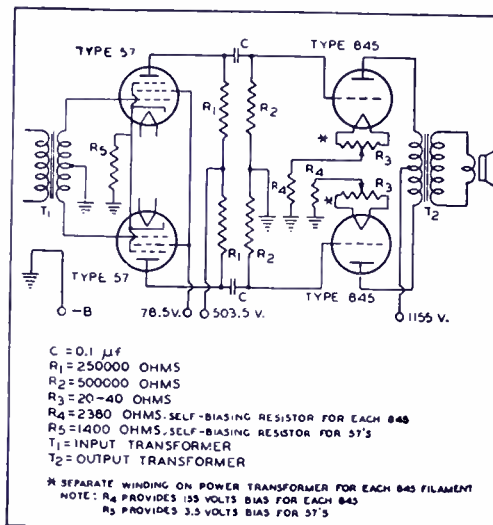 TYPE 57
C
TYPE 845
R1
R2
R5
R4
R3
*
R4
R3
*
T1
T2
R1
R2
C
TYPE 57
TYPE 845
-B
78.5V.
503.5 V.
1155 V.
C = 0.1 µf
R1 = 250000 OHMS
R2 = 500000 OHMS
R3 = 20-40 OHMS
R4 = 2380 OHMS. SELF-BIASING RESISTOR FOR EACH 845
R5 = 1400 OHMS. SELF-BIASING RESISTOR FOR 57'S
T1 = INPUT TRANSFORMER
T2 = OUTPUT TRANSFORMER
* SEPARATE WINDING ON POWER TRANSFORMER FOR EACH 845 FILAMENT
NOTE: R4 PROVIDES 155 VOLTS BIAS FOR EACH 845
R5 PROVIDES 3.5 VOLTS BIAS FOR 57'S